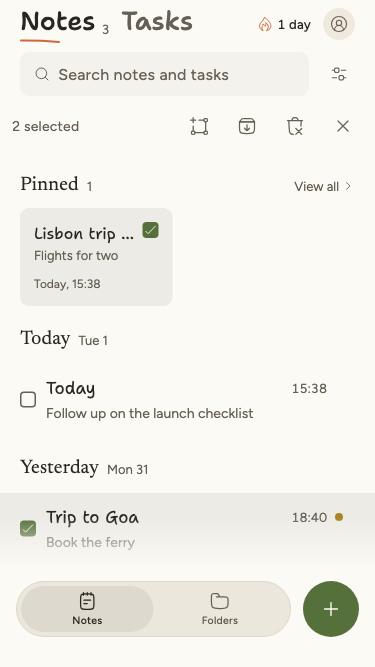 Notes 3 Tasks 1 day
Search notes and tasks
2 selected
Pinned 1 View all
Lisbon trip ...
Flights for two
Today, 15:38
Today Tue 1
Today 15:38
Follow up on the launch checklist
Yesterday Mon 31
Trip to Goa 18:40
Book the ferry
Notes Folders